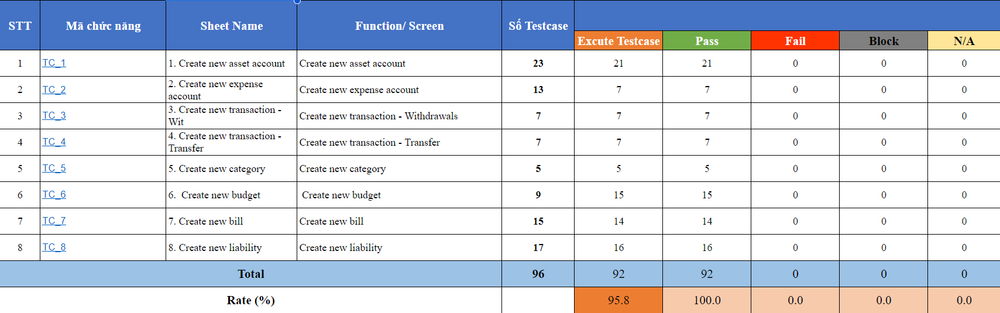 STT Mã chức năng Sheet Name Function/ Screen Số Testcase
Excute Testcase Pass Fail Block N/A
1 TC_1 1. Create new asset account Create new asset account 23 21 21 0 0 0
2 TC_2 2. Create new expense account Create new expense account 13 7 7 0 0 0
3 TC_3 3. Create new transaction - Wit Create new transaction - Withdrawals 7 7 7 0 0 0
4 TC_4 4. Create new transaction - Transfer Create new transaction - Transfer 7 7 7 0 0 0
5 TC_5 5. Create new category Create new category 5 5 5 0 0 0
6 TC_6 6. Create new budget Create new budget 9 15 15 0 0 0
7 TC_7 7. Create new bill Create new bill 15 14 14 0 0 0
8 TC_8 8. Create new liability Create new liability 17 16 16 0 0 0
Total 96 92 92 0 0 0
Rate (%) 95.8 100.0 0.0 0.0 0.0